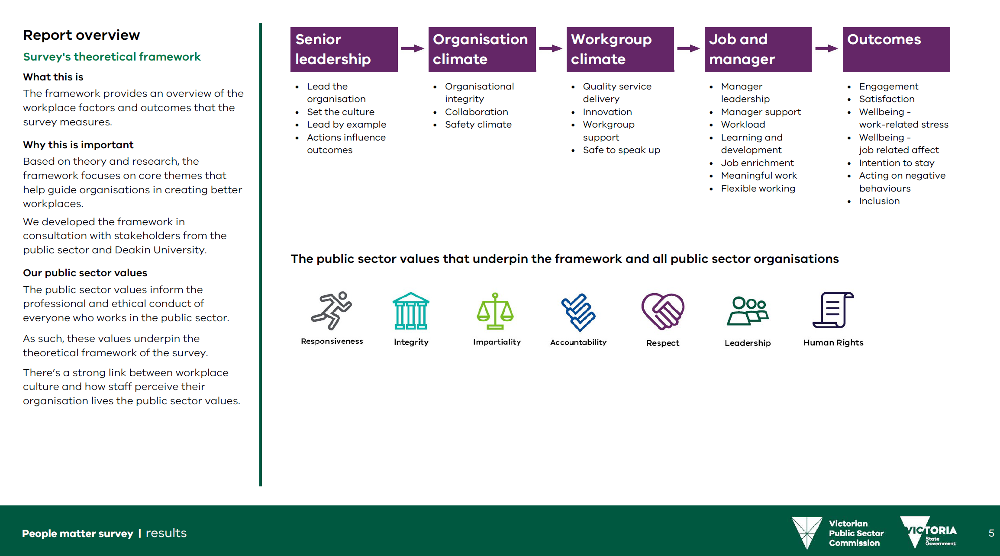 Report overview
Survey's theoretical framework
What this is
The framework provides an overview of the
workplace factors and outcomes that the
survey measures.
Why this is important
Based on theory and research, the
framework focuses on core themes that
help guide organisations in creating better
workplaces.
We developed the framework in
consultation with stakeholders from the
public sector and Deakin University.
Our public sector values
The public sector values inform the
professional and ethical conduct of
everyone who works in the public sector.
As such, these values underpin the
theoretical framework of the survey.
There’s a strong link between workplace
culture and how staff perceive their
organisation lives the public sector values.
Senior
leadership
• Lead the
organisation
• Set the culture
• Lead by example
• Actions influence
outcomes
Organisation
climate
• Organisational
integrity
• Collaboration
• Safety climate
Workgroup
climate
• Quality service
delivery
• Innovation
• Workgroup
support
• Safe to speak up
Job and
manager
• Manager
leadership
• Manager support
• Workload
• Learning and
development
• Job enrichment
• Meaningful work
• Flexible working
Outcomes
• Engagement
• Satisfaction
• Wellbeing -
work-related stress
• Wellbeing -
job related affect
• Intention to stay
• Acting on negative
behaviours
• Inclusion
The public sector values that underpin the framework and all public sector organisations
Responsiveness
Integrity
Impartiality
Accountability
Respect
Leadership
Human Rights
People matter survey | results
Victorian
Public Sector
Commission
VICTORIA
State
Government
5